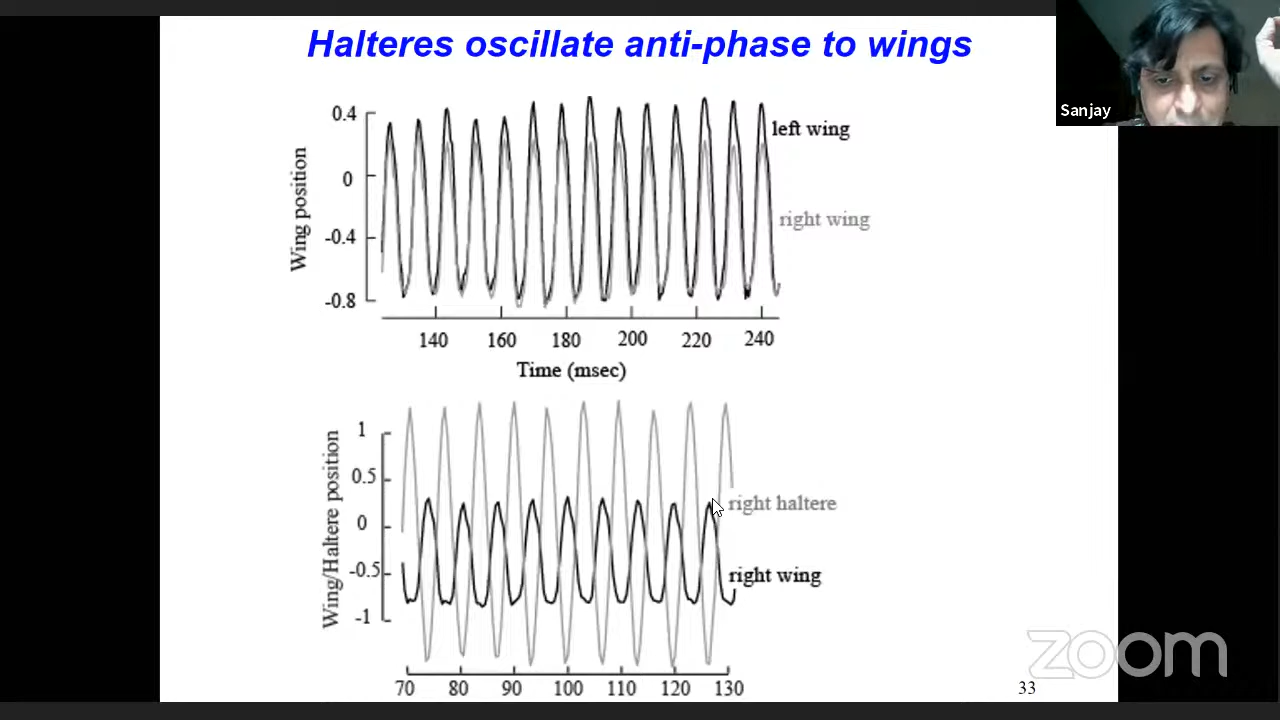 Halteres oscillate anti-phase to wings
Sanjay
0.4
0
-0.4
-0.8
Wing position
left wing
right wing
140 160 180 200 220 240
Time (msec)
1
0.5
0
-0.5
-1
Wing/Haltere position
right haltere
right wing
70 80 90 100 110 120 130
zoom
33